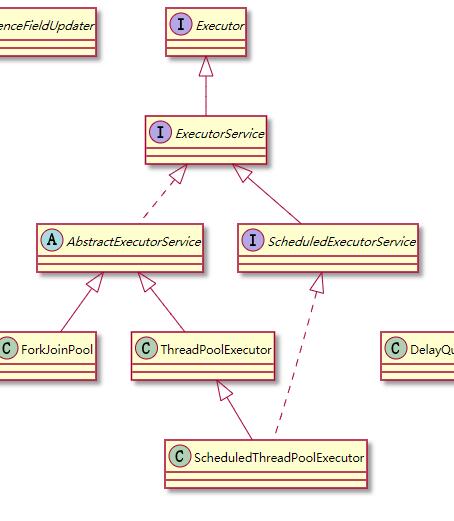 enceFieldUpdater
I Executor
I ExecutorService
A AbstractExecutorService
I ScheduledExecutorService
C ForkJoinPool
C ThreadPoolExecutor
C DelayQu
C ScheduledThreadPoolExecutor